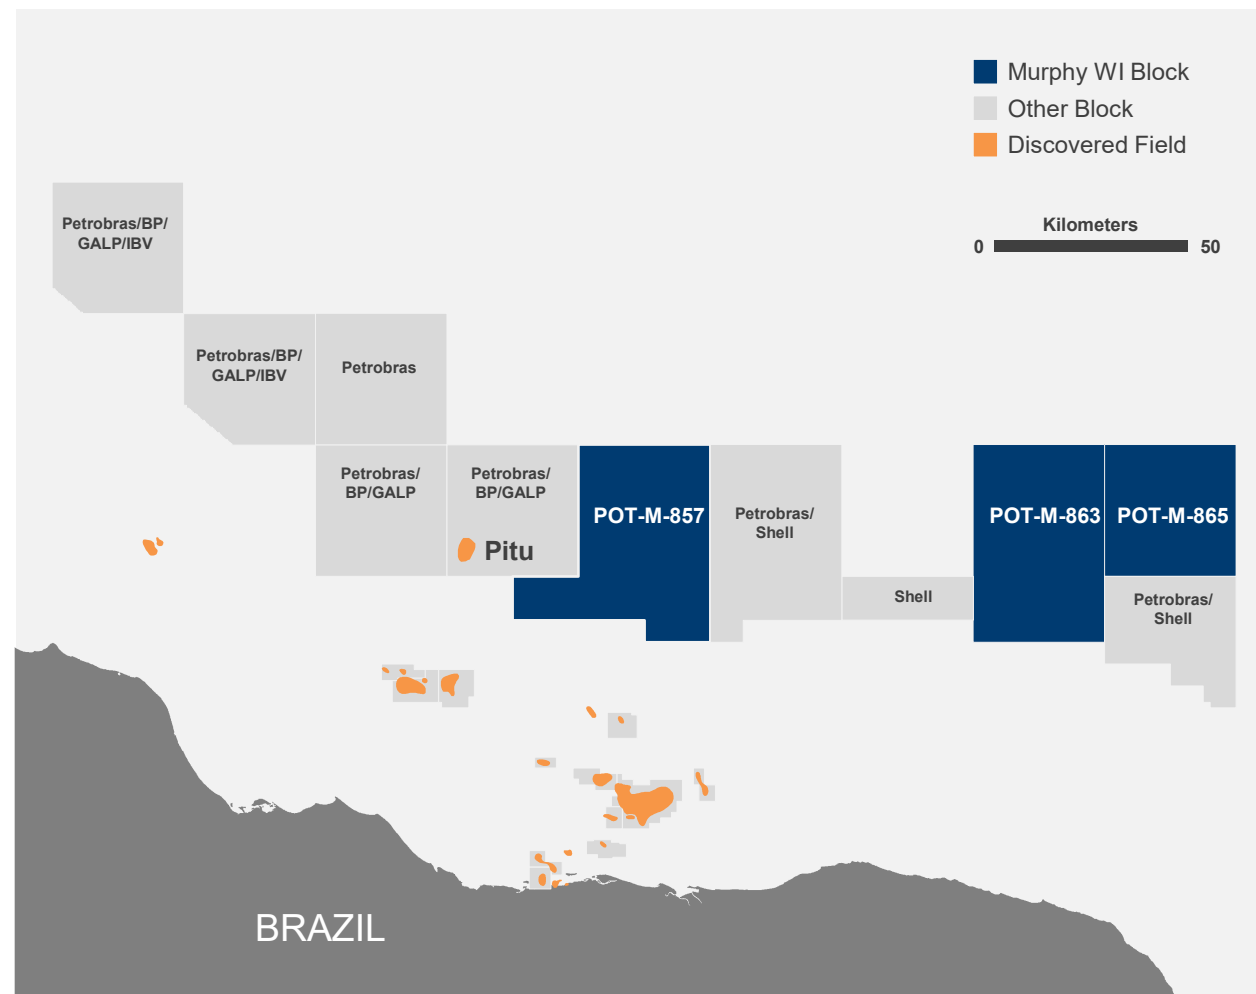 Murphy WI Block
Other Block
Discovered Field
Kilometers
0 50
Petrobras/BP/
GALP/IBV
Petrobras/BP/
GALP/IBV
Petrobras
Petrobras/
BP/GALP
Petrobras/
BP/GALP
Pitu
POT-M-857
Petrobras/
Shell
Shell
POT-M-863
POT-M-865
Petrobras/
Shell
BRAZIL